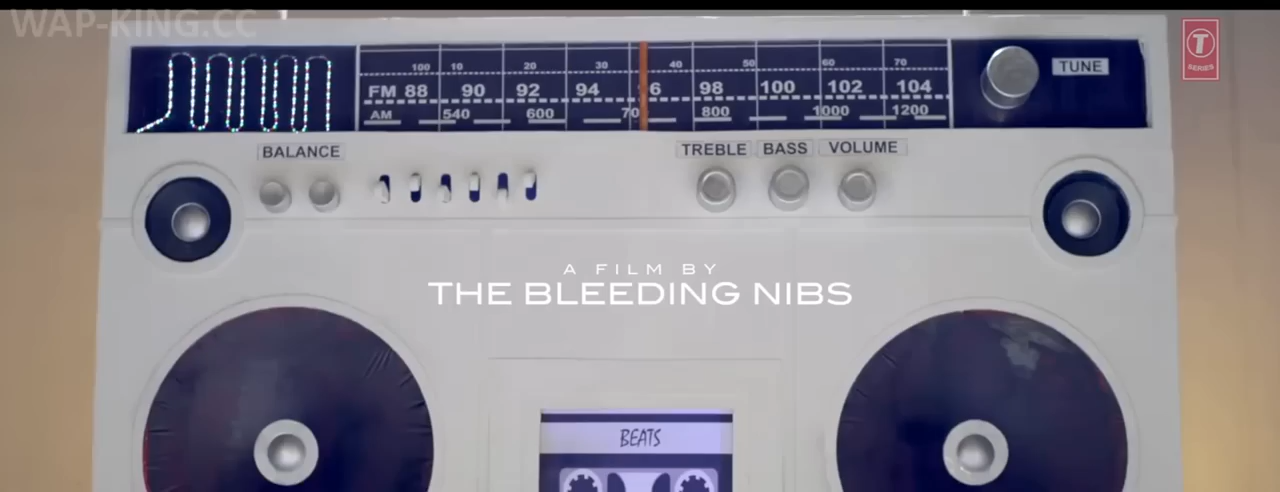 WAP-KING.CC
T
SERIES
TUNE
100 10 20 30 40 50 60 70
FM 88 90 92 94 96 98 100 102 104
AM 540 600 70 800 1000 1200
BALANCE
TREBLE BASS VOLUME
A FILM BY
THE BLEEDING NIBS
BEATS